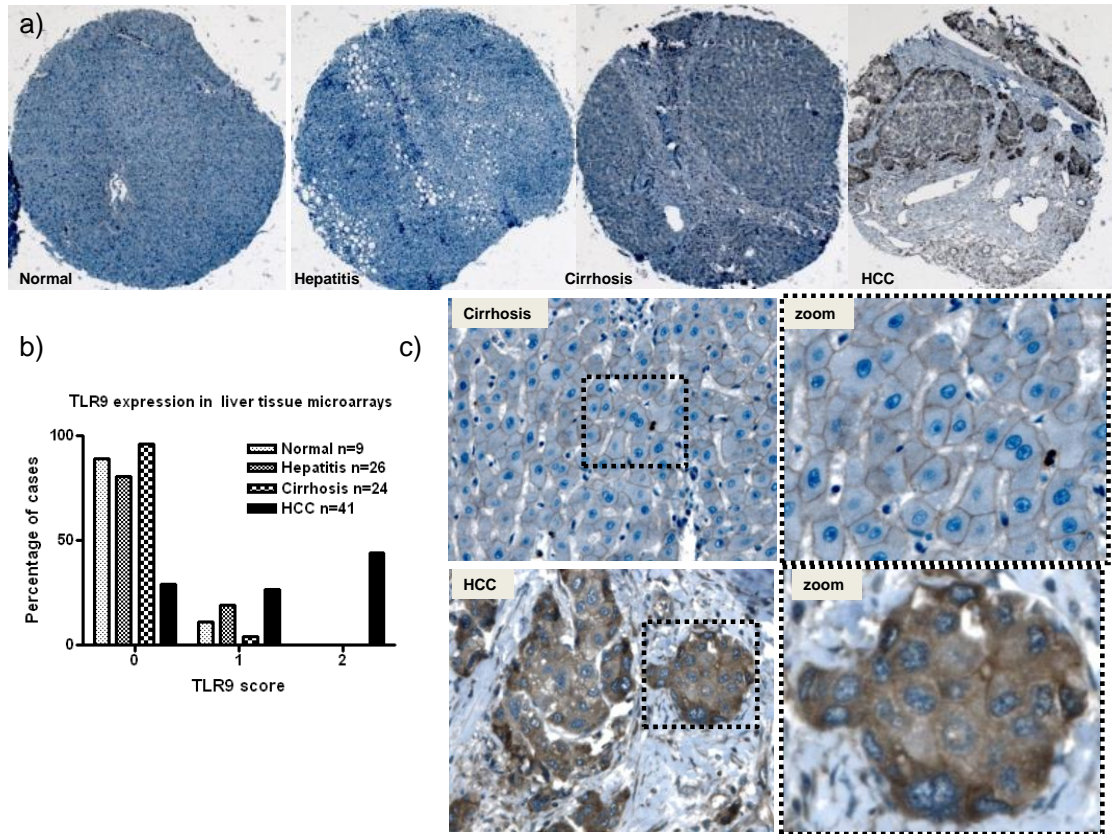 a)
Normal
Hepatitis
Cirrhosis
HCC
b)
TLR9 expression in liver tissue microarrays
100
50
0
Percentage of cases
Normal n=9
Hepatitis n=26
Cirrhosis n=24
HCC n=41
0 1 2
TLR9 score
c)
Cirrhosis
zoom
HCC
zoom